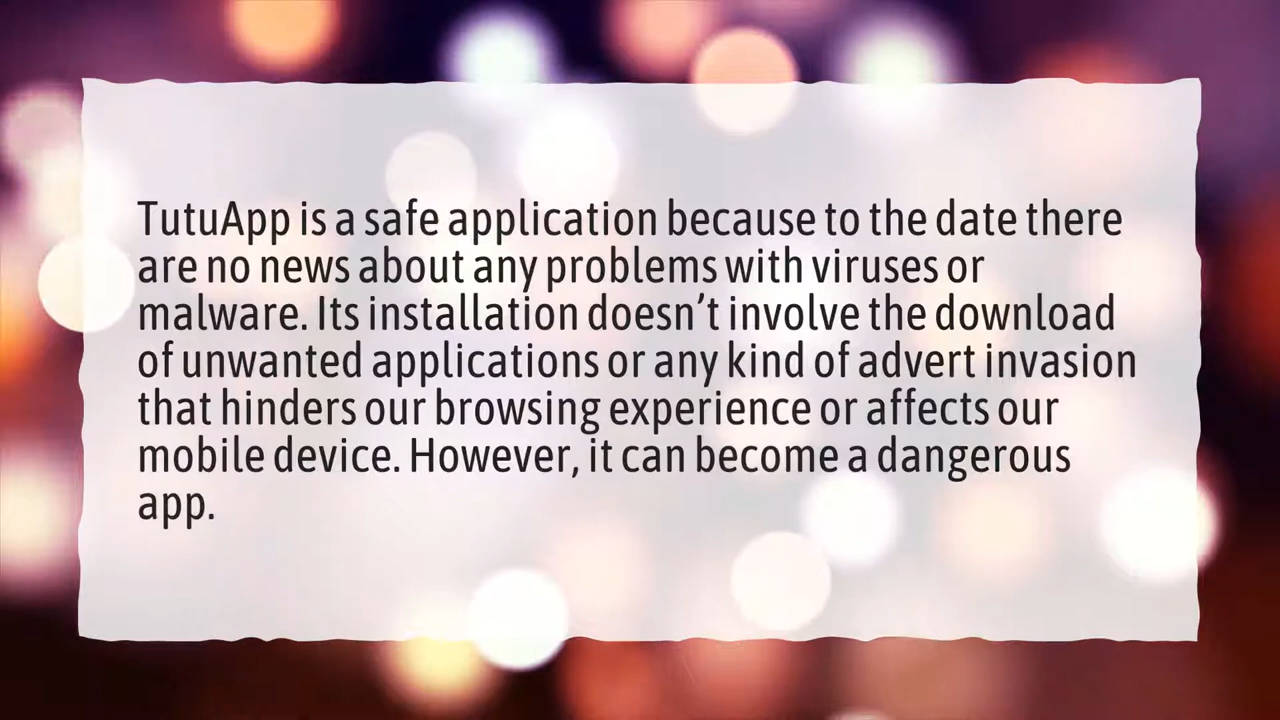 TutuApp is a safe application because to the date there
are no news about any problems with viruses or
malware. Its installation doesn’t involve the download
of unwanted applications or any kind of advert invasion
that hinders our browsing experience or affects our
mobile device. However, it can become a dangerous
app.